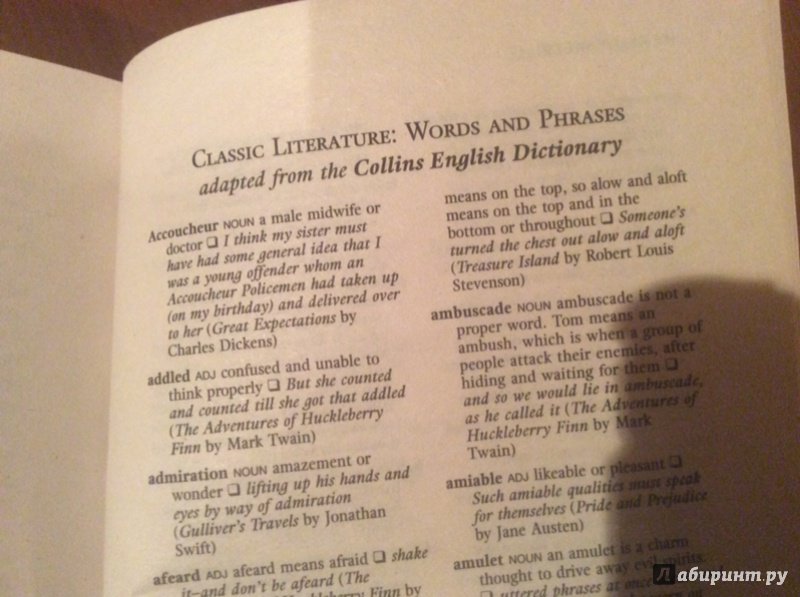 CLASSIC LITERATURE: WORDS AND PHRASES
adapted from the Collins English Dictionary
Accoucheur NOUN a male midwife or
doctor ❑ I think my sister must
have had some general idea that I
was a young offender whom an
Accoucheur Policemen had taken up
(on my birthday) and delivered over
to her (Great Expectations by
Charles Dickens)
addled ADJ confused and unable to
think properly ❑ But she counted
and counted till she got that addled
(The Adventures of Huckleberry
Finn by Mark Twain)
admiration NOUN amazement or
wonder ❑ lifting up his hands and
eyes by way of admiration
(Gulliver's Travels by Jonathan
Swift)
afeard ADJ afeard means afraid ❑ shake
it–and don't be afeard (The
Huckleberry Finn by
means on the top, so alow and aloft
means on the top and in the
bottom or throughout ❑ Someone's
turned the chest out alow and aloft
(Treasure Island by Robert Louis
Stevenson)
ambuscade NOUN ambuscade is not a
proper word. Tom means an
ambush, which is when a group of
people attack their enemies, after
hiding and waiting for them ❑
and so we would lie in ambuscade,
as he called it (The Adventures of
Huckleberry Finn by Mark
Twain)
amiable ADJ likeable or pleasant ❑
Such amiable qualities must speak
for themselves (Pride and Prejudice
by Jane Austen)
amulet NOUN an amulet is a charm
thought to drive away evil spirits.
❑ uttered phrases at once
Лабиринт.ру